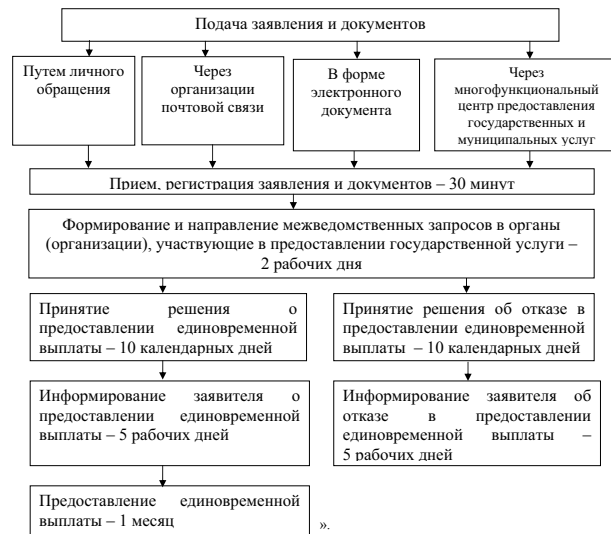 Подача заявления и документов
Путем личного
обращения
Через
организации
почтовой связи
В форме
электронного
документа
Через
многофункциональный
центр предоставления
государственных и
муниципальных услуг
Прием, регистрация заявления и документов – 30 минут
Формирование и направление межведомственных запросов в органы
(организации), участвующие в предоставлении государственной услуги –
2 рабочих дня
Принятие решения о
предоставлении единовременной
выплаты – 10 календарных дней
Принятие решения об отказе в
предоставлении единовременной
выплаты – 10 календарных дней
Информирование заявителя о
предоставлении единовременной
выплаты – 5 рабочих дней
Информирование заявителя об
отказе в предоставлении
единовременной выплаты –
5 рабочих дней
Предоставление единовременной
выплаты – 1 месяц
».